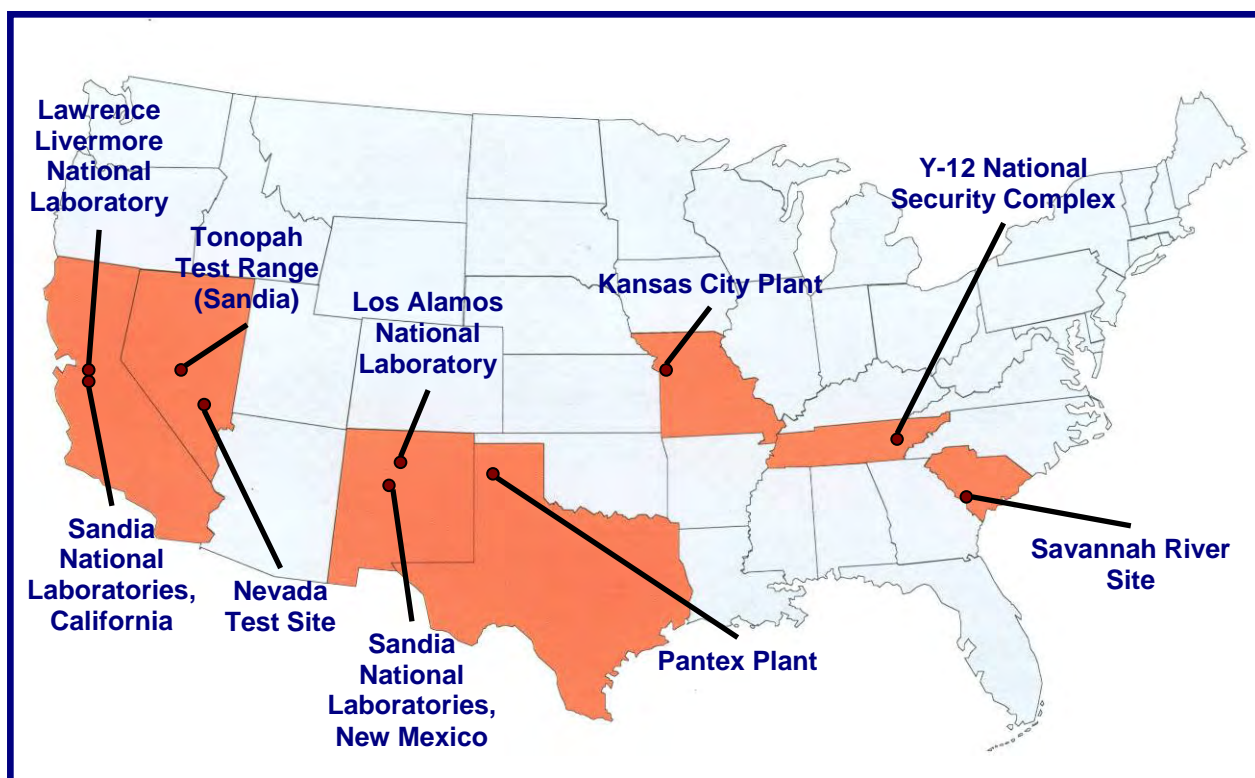 Lawrence
Livermore
National
Laboratory
Tonopah
Test Range
(Sandia)
Los Alamos
National
Laboratory
Kansas City Plant
Y-12 National
Security Complex
Sandia
National
Laboratories,
California
Nevada
Test Site
Sandia
National
Laboratories,
New Mexico
Pantex Plant
Savannah River
Site